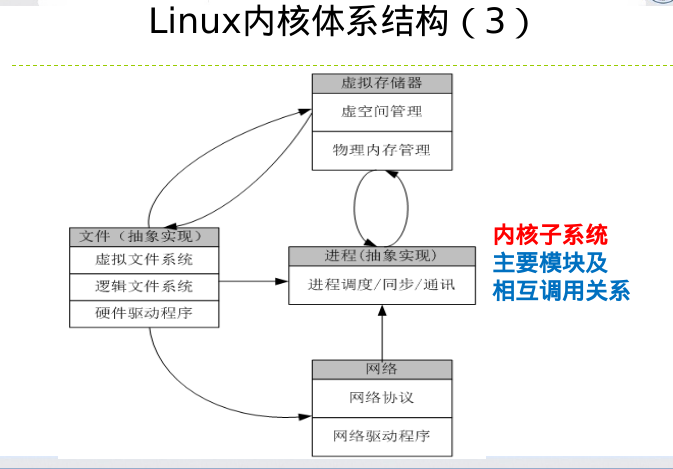 Linux内核体系结构（3）
虚拟存储器
虚空间管理
物理内存管理
文件（抽象实现）
虚拟文件系统
逻辑文件系统
硬件驱动程序
进程(抽象实现)
进程调度/同步/通讯
内核子系统
主要模块及
相互调用关系
网络
网络协议
网络驱动程序